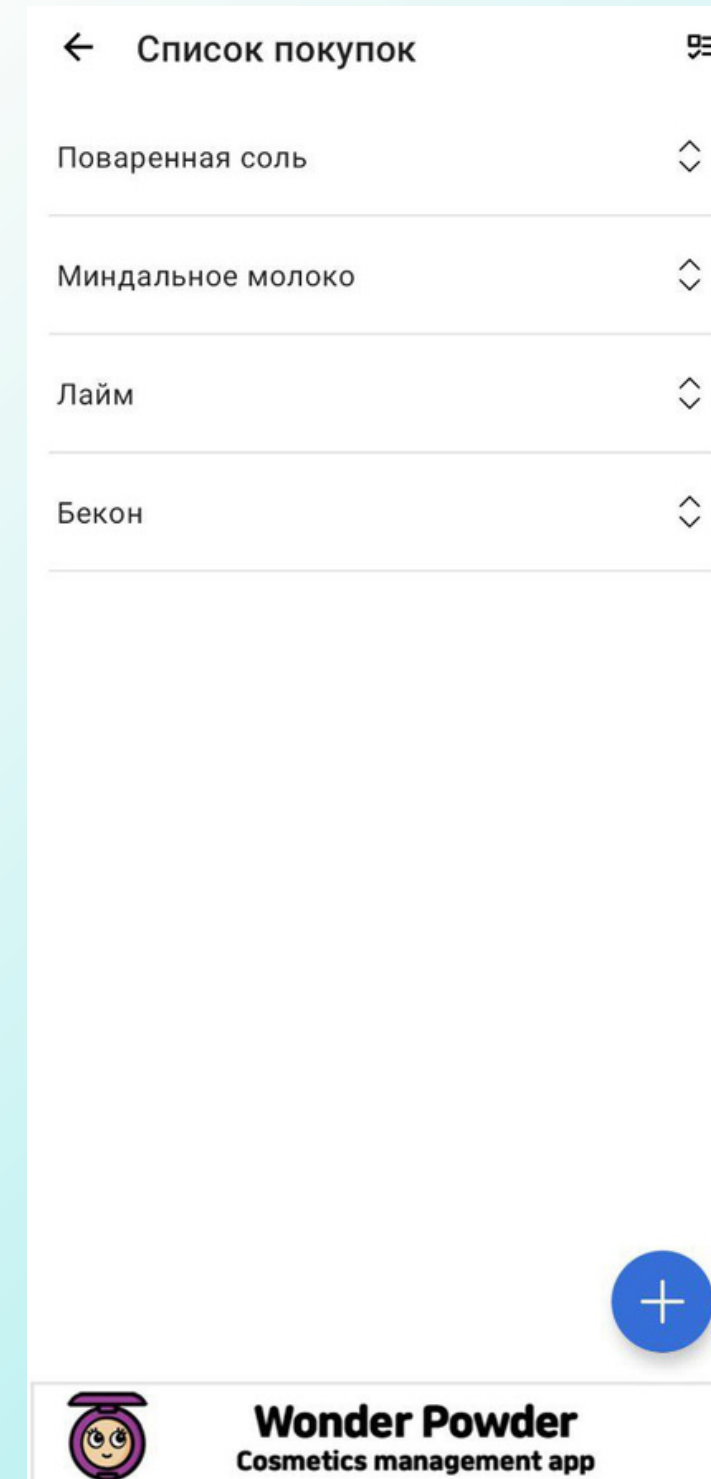 Список покупок
Поваренная соль
Миндальное молоко
Лайм
Бекон
Wonder Powder
Cosmetics management app